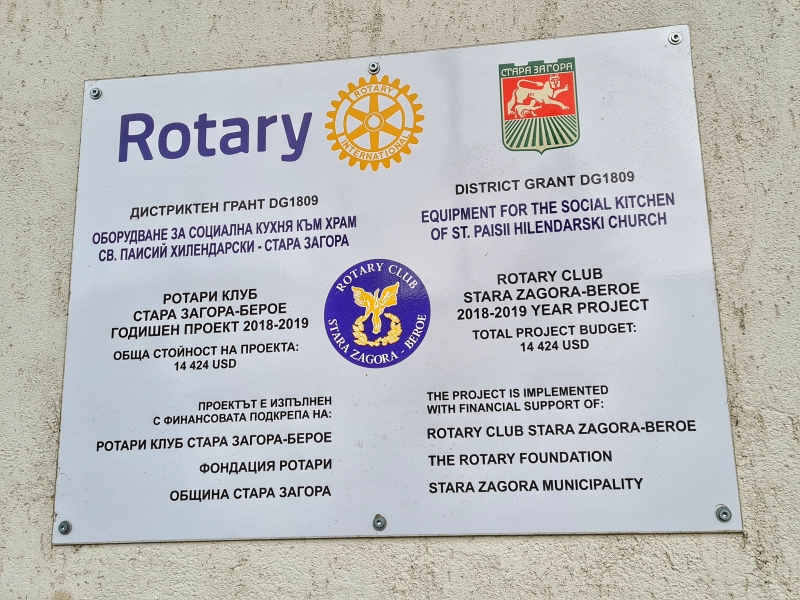 Rotary
ROTARY
INTERNATIONAL
СТАРА ЗАГОРА
ДИСТРИКТЕН ГРАНТ DG1809
ОБОРУДВАНЕ ЗА СОЦИАЛНА КУХНЯ КЪМ ХРАМ
СВ. ПАИСИЙ ХИЛЕНДАРСКИ - СТАРА ЗАГОРА
DISTRICT GRANT DG1809
EQUIPMENT FOR THE SOCIAL KITCHEN
OF ST. PAISII HILENDARSKI CHURCH
РОТАРИ КЛУБ
СТАРА ЗАГОРА-БЕРОЕ
ГОДИШЕН ПРОЕКТ 2018-2019
ОБЩА СТОЙНОСТ НА ПРОЕКТА:
14 424 USD
ROTARY CLUB
STARA ZAGORA - BEROE
ROTARY CLUB
STARA ZAGORA-BEROE
2018-2019 YEAR PROJECT
TOTAL PROJECT BUDGET:
14 424 USD
ПРОЕКТЪТ Е ИЗПЪЛНЕН
С ФИНАНСОВАТА ПОДКРЕПА НА:
РОТАРИ КЛУБ СТАРА ЗАГОРА-БЕРОЕ
ФОНДАЦИЯ РОТАРИ
ОБЩИНА СТАРА ЗАГОРА
THE PROJECT IS IMPLEMENTED
WITH FINANCIAL SUPPORT OF:
ROTARY CLUB STARA ZAGORA-BEROE
THE ROTARY FOUNDATION
STARA ZAGORA MUNICIPALITY